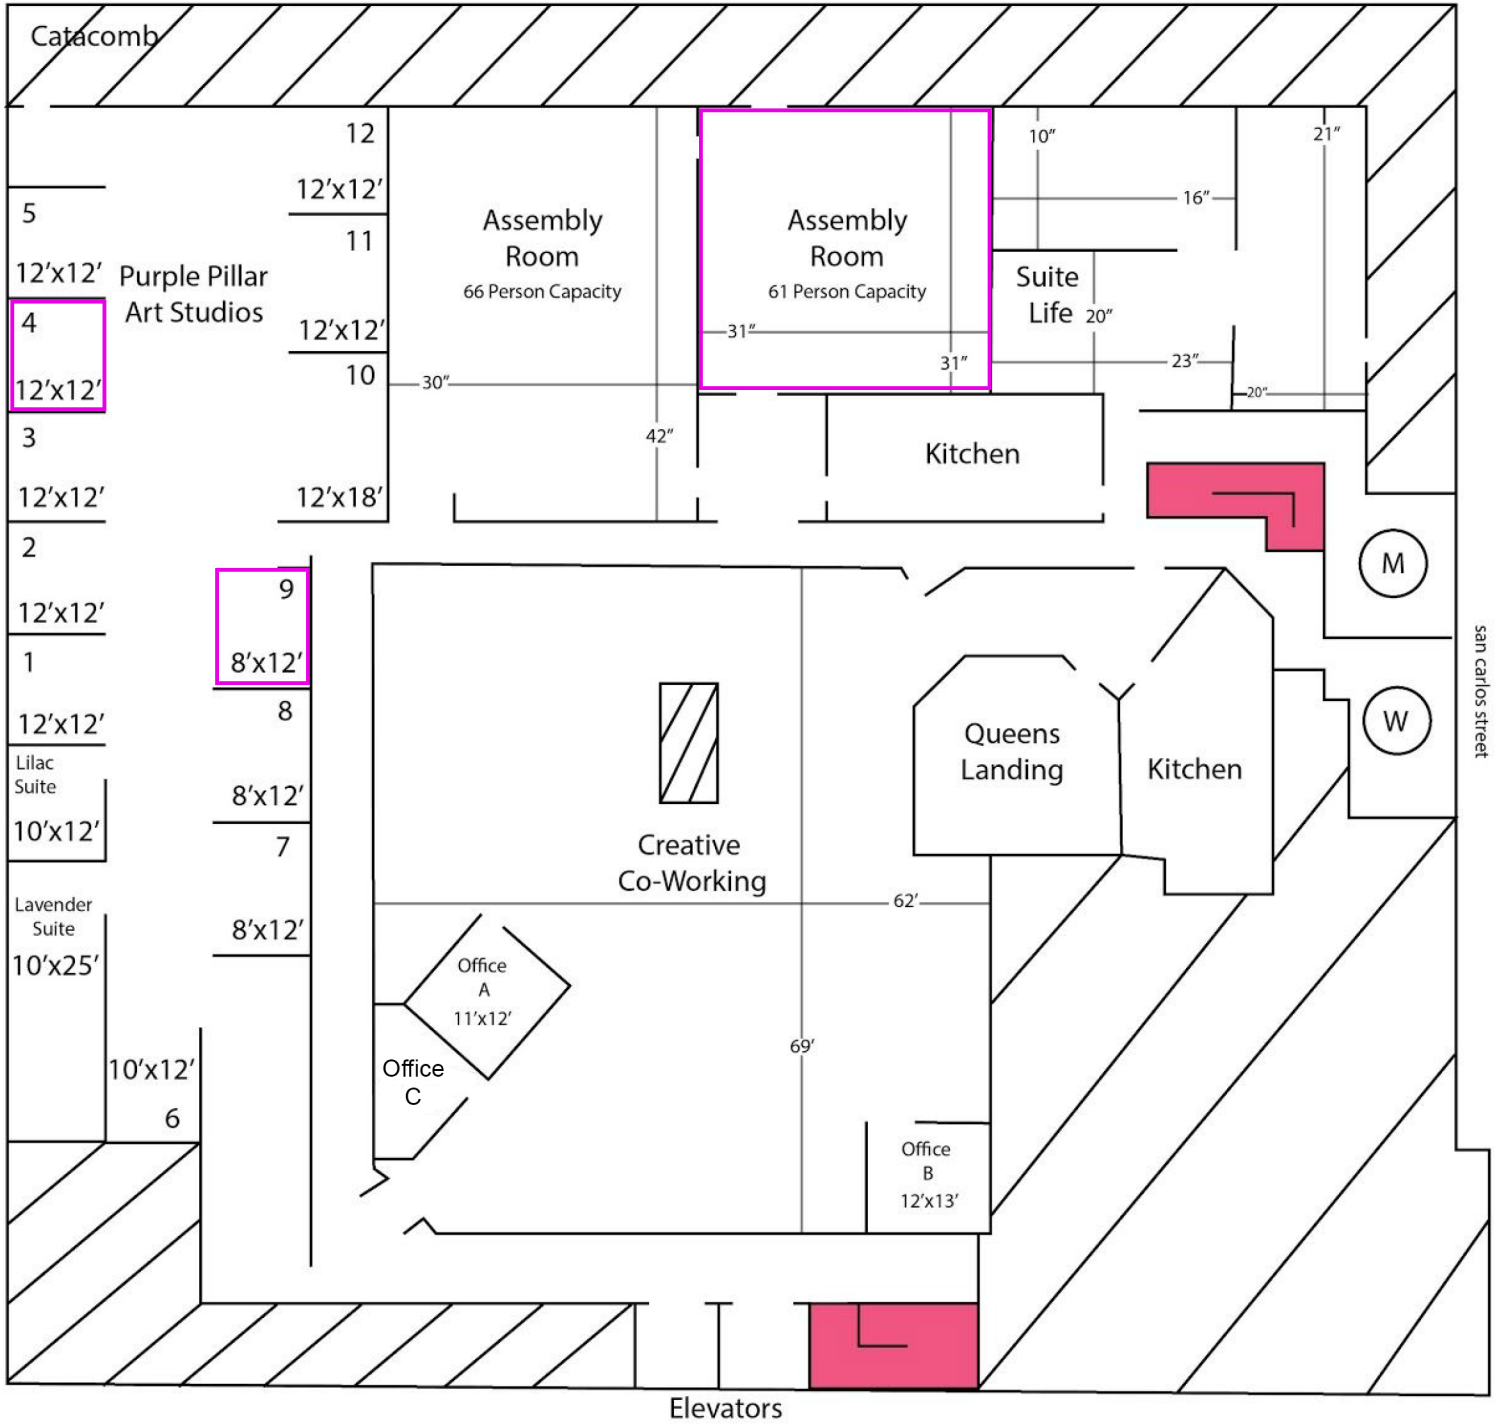 Catacomb
12
12’x12’
5
12’x12’
11
12’x12’
Purple Pillar
Art Studios
4
12’x12’
10
12’x18’
3
12’x12’
2
12’x12’
1
12’x12’
Lilac
Suite
10’x12’
Lavender
Suite
10’x25’
10’x12’
6
9
8’x12’
8
8’x12’
7
8’x12’
Assembly
Room
66 Person Capacity
30”
42”
Assembly
Room
61 Person Capacity
31”
31”
10”
16”
Suite
Life
20”
23”
21”
20”
Kitchen
M
W
san carlos street
Queens
Landing
Kitchen
Creative
Co-Working
62’
69’
Office
A
11’x12’
Office
C
Office
B
12’x13’
Elevators